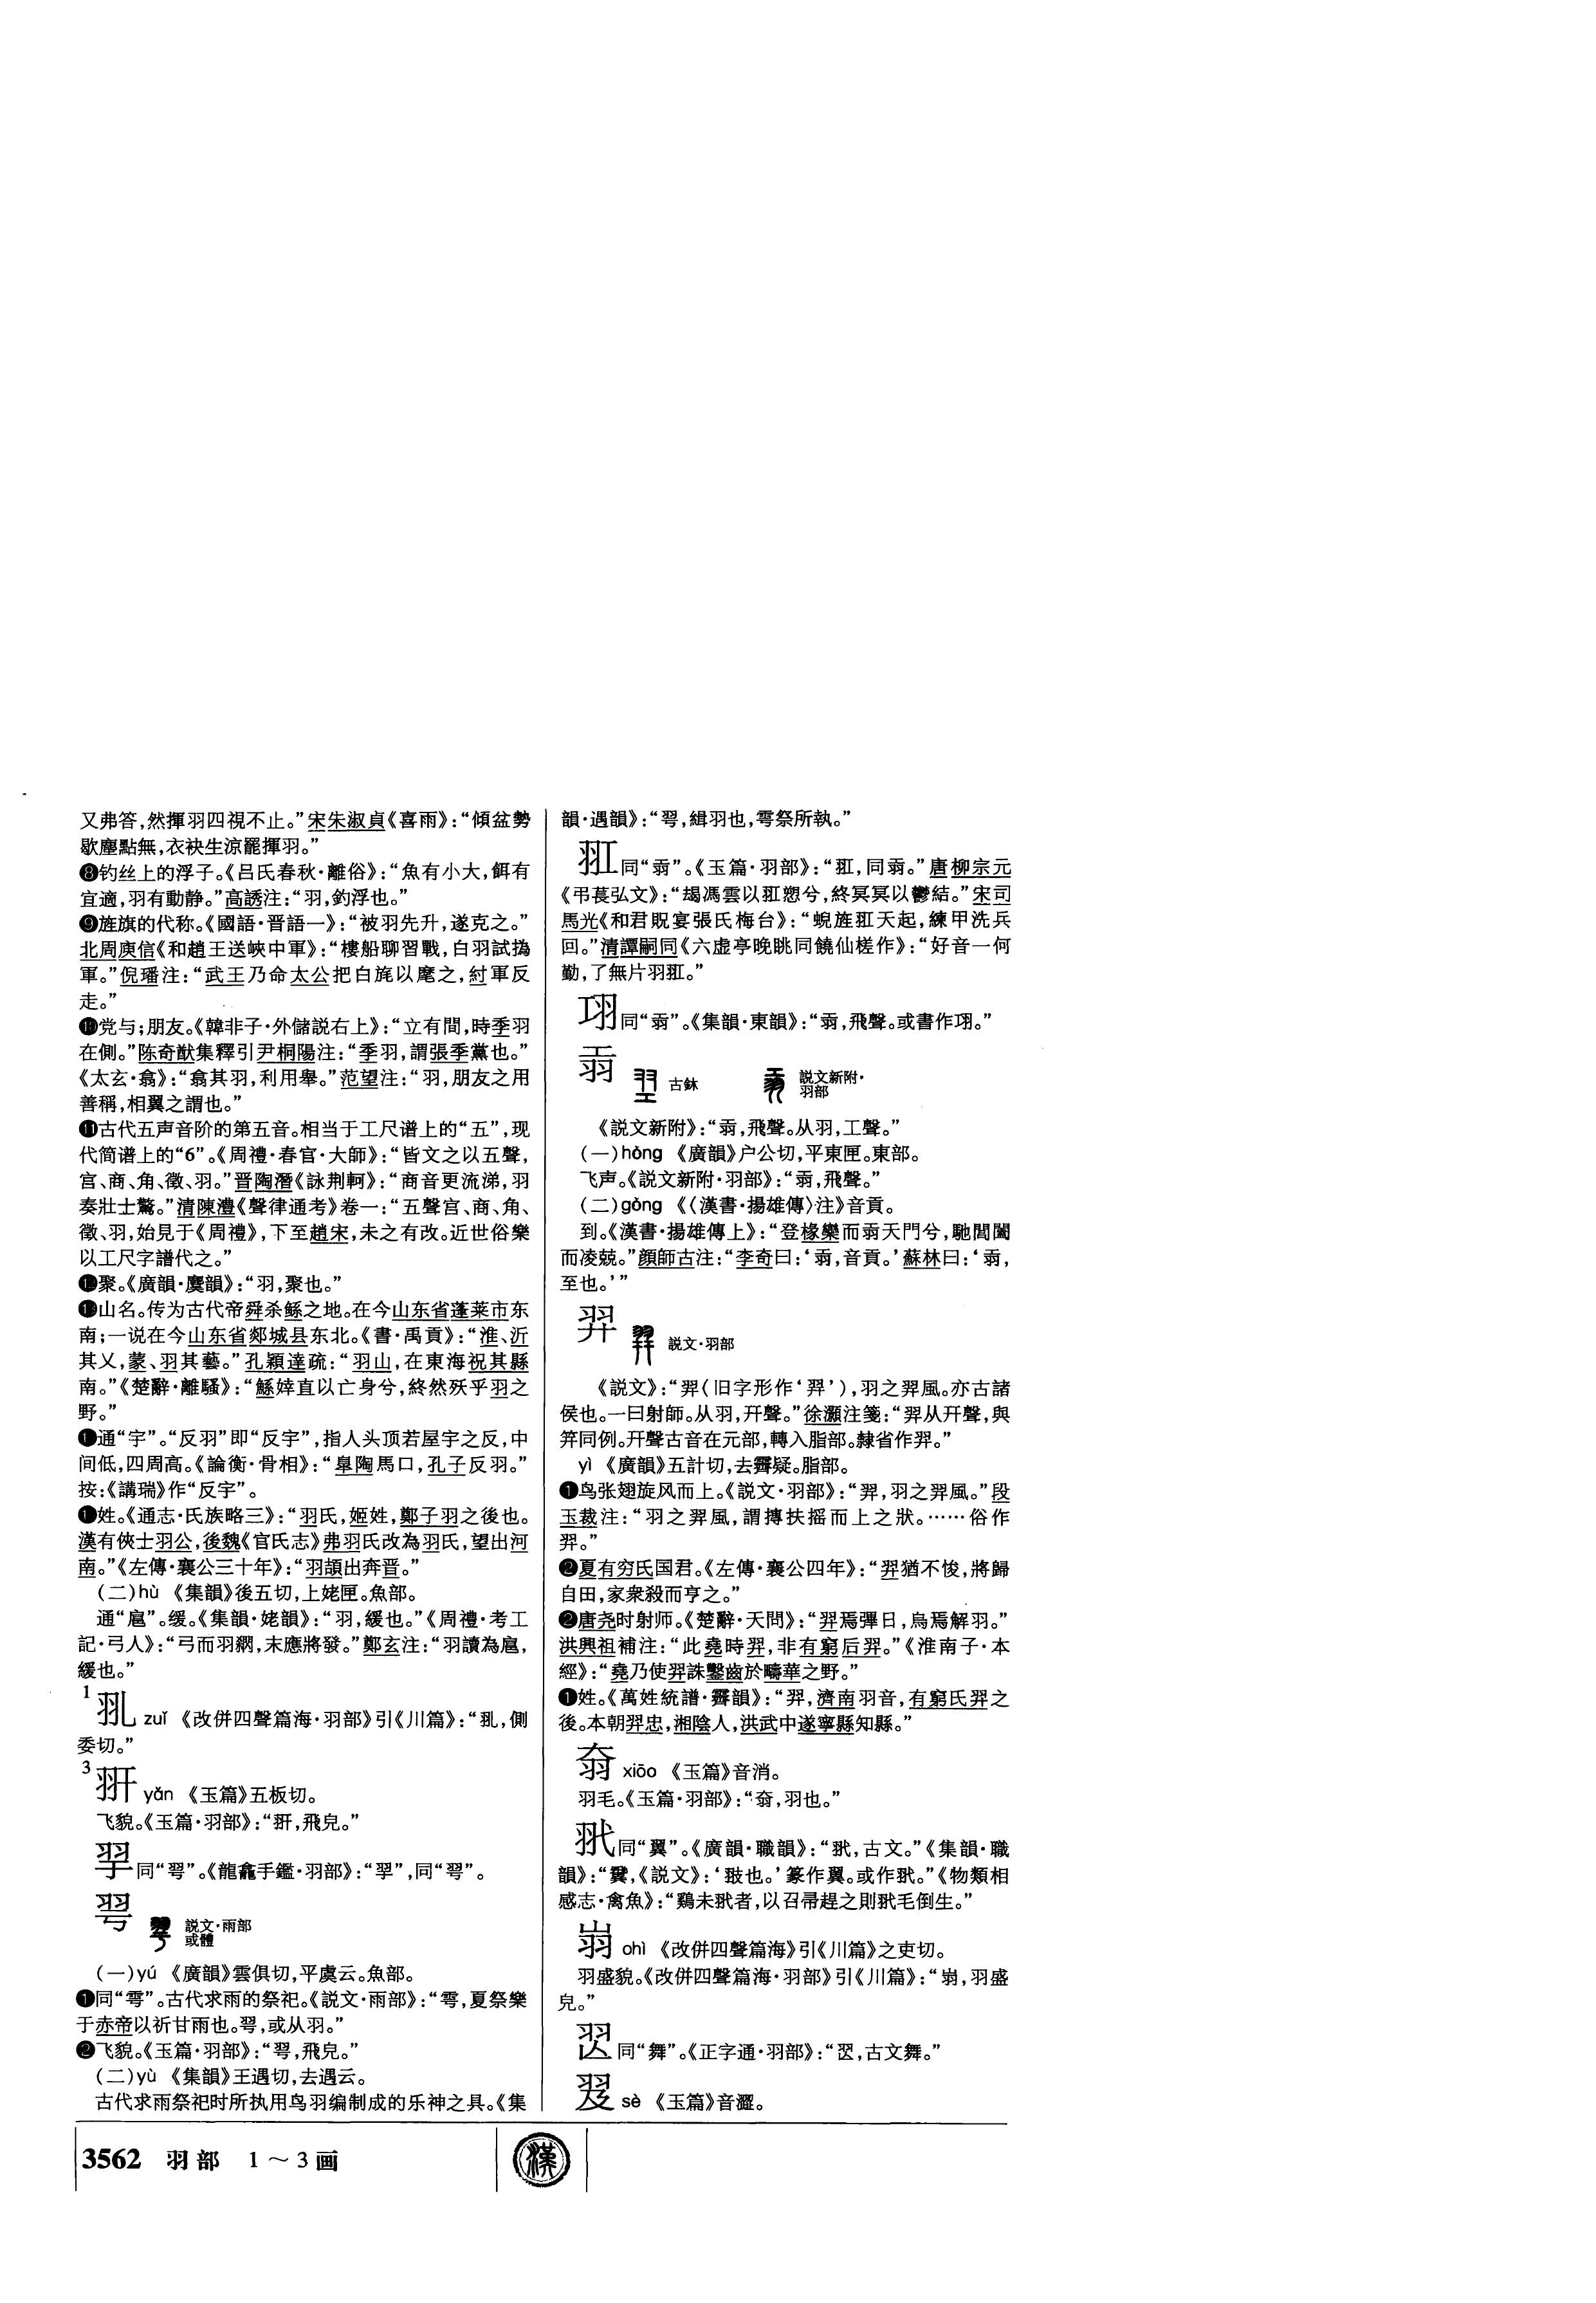 又弗答，然揮羽四視不止。”宋朱淑貞《喜雨》：“傾盆勢
歇塵點無，衣袂生涼罷揮羽。”
❽钓丝上的浮子。《吕氏春秋·離俗》：“魚有小大，餌有
宜適，羽有動静。”高誘注：“羽，釣浮也。”
❾旌旗的代称。《國語·晋語一》：“被羽先升，遂克之。”
北周庾信《和趙王送峽中軍》：“樓船聊習戰，白羽試撝
軍。”倪璠注：“武王乃命太公把白旄以麾之，紂軍反
走。”
❿党与；朋友。《韓非子·外儲説右上》：“立有間，時季羽
在側。”陈奇猷集釋引尹桐陽注：“季羽，謂張季黨也。”
《太玄·翕》：“翕其羽，利用舉。”范望注：“羽，朋友之用
善稱，相翼之謂也。”
⓫古代五声音阶的第五音。相当于工尺谱上的“五”，现
代简谱上的“6”。《周禮·春官·大師》：“皆文之以五聲，
宫、商、角、徵、羽。”晋陶潛《詠荆軻》：“商音更流涕，羽
奏壯士驚。”清陳澧《聲律通考》卷一：“五聲宫、商、角、
徵、羽，始見于《周禮》，下至趙宋，未之有改。近世俗樂
以工尺字譜代之。”
聚。《廣韻·麌韻》：“羽，聚也。”
山名。传为古代帝舜杀鲧之地。在今山东省蓬莱市东
南；一说在今山东省郯城县东北。《書·禹貢》：“淮、沂
其乂，蒙、羽其藝。”孔穎達疏：“羽山，在東海祝其縣
南。”《楚辭·離騷》：“鯀婞直以亡身兮，終然殀乎羽之
野。”
通“宇”。“反羽”即“反宇”，指人头顶若屋宇之反，中
间低，四周高。《論衡·骨相》：“臯陶馬口，孔子反羽。”
按：《講瑞》作“反宇”。
姓。《通志·氏族略三》：“羽氏，姬姓，鄭子羽之後也。
漢有俠士羽公，後魏《官氏志》弗羽氏改為羽氏，望出河
南。”《左傳·襄公三十年》：“羽頡出奔晋。”
（二）hù 《集韻》後五切，上姥匣。魚部。
通“扈”。缓。《集韻·姥韻》：“羽，緩也。”《周禮·考工
記·弓人》：“弓而羽䋄，末應將發。”鄭玄注：“羽讀為扈，
緩也。”
1
zuǐ 《改併四聲篇海·羽部》引《川篇》：“，側
委切。”
3
羿 yǎn 《玉篇》五板切。
飞貌。《玉篇·羽部》：“，飛皃。”
同“䍣”。《龍龕手鑑·羽部》：“”，同“䍣”。
䍣 説文·雨部
或體
（一）yú 《廣韻》雲俱切，平虞云。魚部。
❶同“雩”。古代求雨的祭祀。《説文·雨部》：“雩，夏祭樂
于赤帝以祈甘雨也。䍣，或从羽。”
❷飞貌。《玉篇·羽部》：“䍣，飛皃。”
（二）yù 《集韻》王遇切，去遇云。
古代求雨祭祀时所执用鸟羽编制成的乐神之具。《集
韻·遇韻》：“䍣，緝羽也，雩祭所執。”
羾同“翃”。《玉篇·羽部》：“羾，同。”唐柳宗元
《弔萇弘文》：“朅馮雲以羾愬兮，終冥冥以鬱結。”宋司
馬光《和君貺宴張氏梅台》：“蜺旌羾天起，練甲洗兵
回。”清譚嗣同《六虚亭晚眺同饒仙槎作》：“好音一何
勤，了無片羽羾。”
同“”。《集韻·東韻》：“，飛聲。或書作。”
古鉥 説文新附·
羽部
《説文新附》：“，飛聲。从羽，工聲。”
（一）hóng 《廣韻》户公切，平東匣。東部。
飞声。《説文新附·羽部》：“，飛聲。”
（二）gòng 《〈漢書·揚雄傳〉注》音貢。
到。《漢書·揚雄傳上》：“登椽欒而天門兮，馳閶闔
而凌兢。”顔師古注：“李奇曰：‘，音貢。’蘇林曰：‘，
至也。’”
羿 説文·羽部
《説文》：“羿（旧字形作‘羿’），羽之羿風。亦古諸
侯也。一曰射師。从羽，幵聲。”徐灝注箋：“羿从幵聲，與
笄同例。幵聲古音在元部，轉入脂部。隸省作羿。”
yì 《廣韻》五計切，去霽疑。脂部。
❶鸟张翅旋风而上。《説文·羽部》：“羿，羽之羿風。”段
玉裁注：“羽之羿風，謂摶扶摇而上之狀。……俗作
羿。”
❷夏有穷氏国君。《左傳·襄公四年》：“羿猶不悛，將歸
自田，家衆殺而亨之。”
❷唐尧时射师。《楚辭·天問》：“羿焉彃日，烏焉解羽。”
洪興祖補注：“此堯時羿，非有窮后羿。”《淮南子·本
經》：“堯乃使羿誅鑿齒於疇華之野。”
❶姓。《萬姓統譜·霽韻》：“羿，濟南羽音，有窮氏羿之
後。本朝羿忠，湘陰人，洪武中遂寧縣知縣。”
xiāo 《玉篇》音消。
羽毛。《玉篇·羽部》：“，羽也。”
同“翼”。《廣韻·職韻》：“，古文。”《集韻·職
韻》：“，《説文》：‘翄也。’篆作翼。或作。”《物類相
感志·禽魚》：“鷄未者，以召帚趕之則毛倒生。”
chì 《改併四聲篇海》引《川篇》之吏切。
羽盛貌。《改併四聲篇海·羽部》引《川篇》：“，羽盛
皃。”
同“舞”。《正字通·羽部》：“，古文舞。”
sè 《玉篇》音澀。
3562 羽部 1～3画
漢